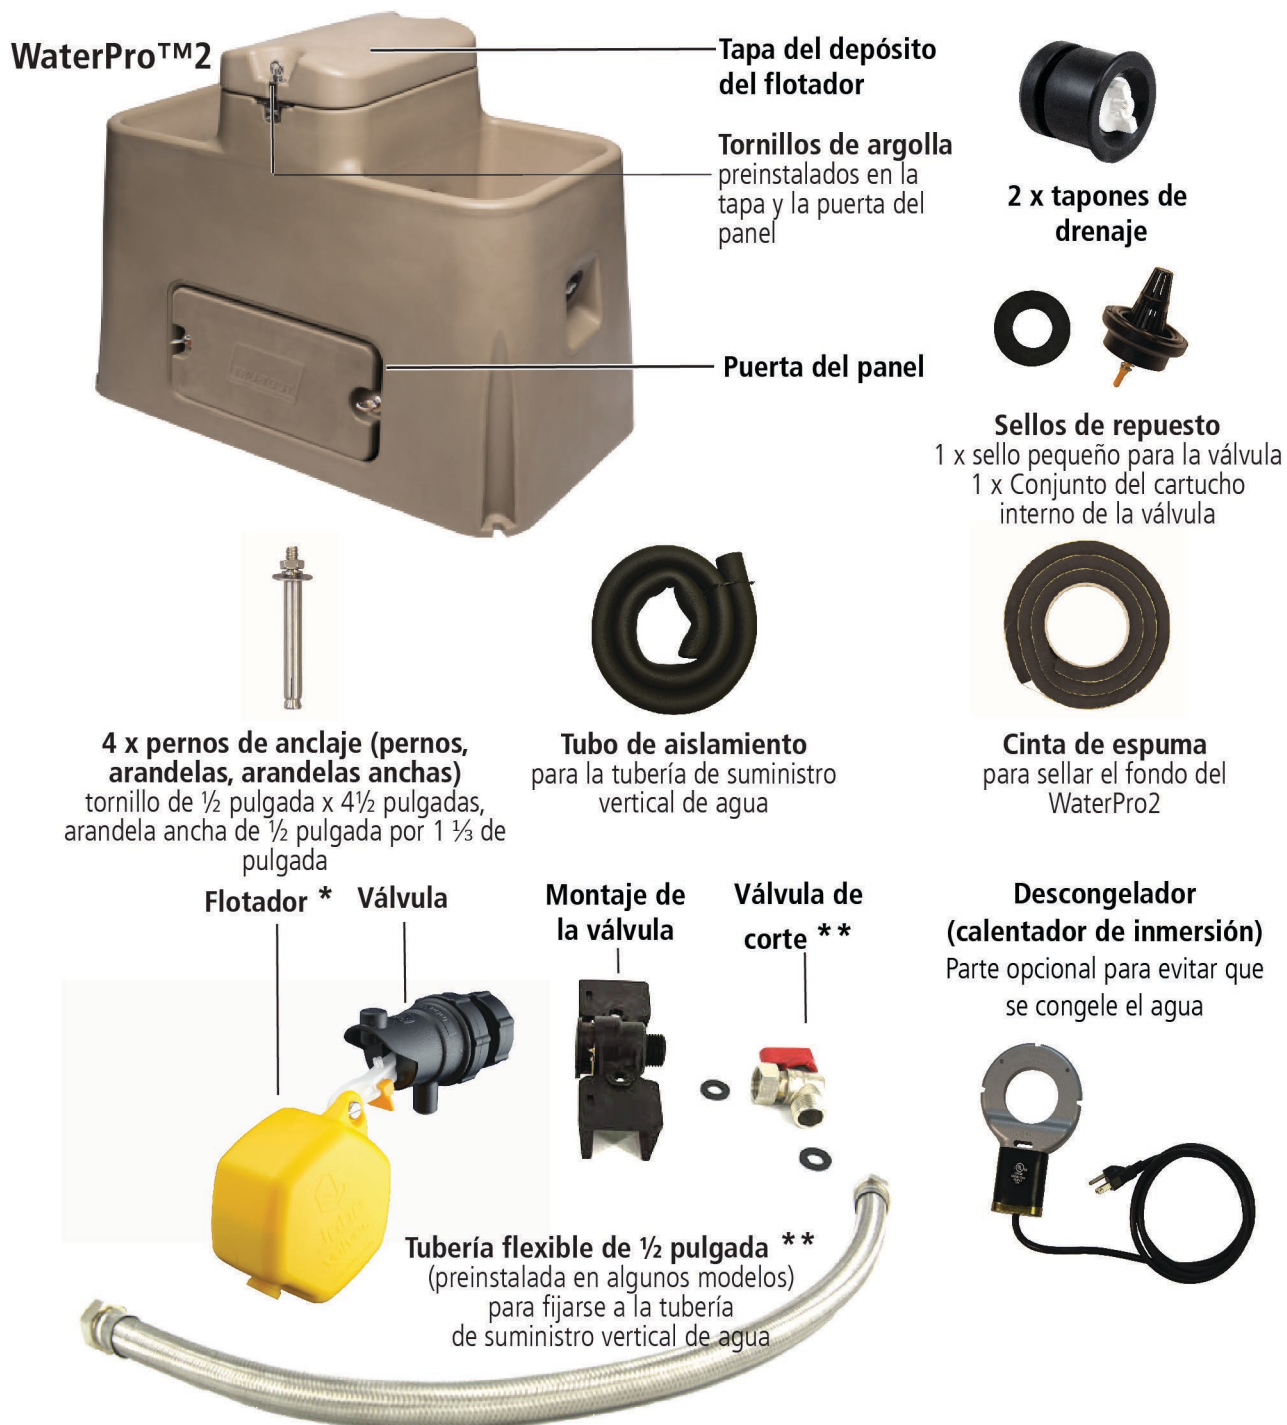 WaterPro™2
Tapa del depósito
del flotador
Tornillos de argolla
preinstalados en la
tapa y la puerta del
panel
Puerta del panel
2 x tapones de
drenaje
Sellos de repuesto
1 x sello pequeño para la válvula
1 x Conjunto del cartucho
interno de la válvula
4 x pernos de anclaje (pernos,
arandelas, arandelas anchas)
tornillo de ½ pulgada x 4½ pulgadas,
arandela ancha de ½ pulgada por 1 ⅓ de
pulgada
Tubo de aislamiento
para la tubería de suministro
vertical de agua
Cinta de espuma
para sellar el fondo del
WaterPro2
Flotador *
Válvula
Montaje de
la válvula
Válvula de
corte **
Descongelador
(calentador de inmersión)
Parte opcional para evitar que
se congele el agua
Tubería flexible de ½ pulgada **
(preinstalada en algunos modelos)
para fijarse a la tubería
de suministro vertical de agua